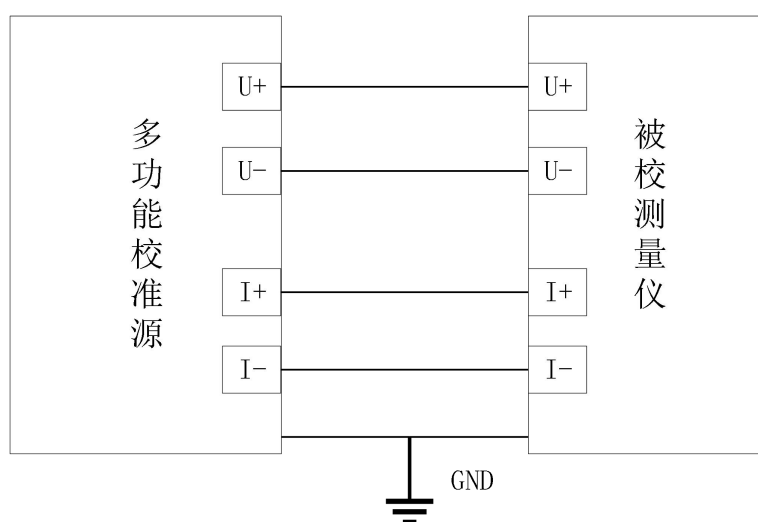 多功能校准源
U+
U-
I+
I-
U+
U-
I+
I-
被校测量仪
GND